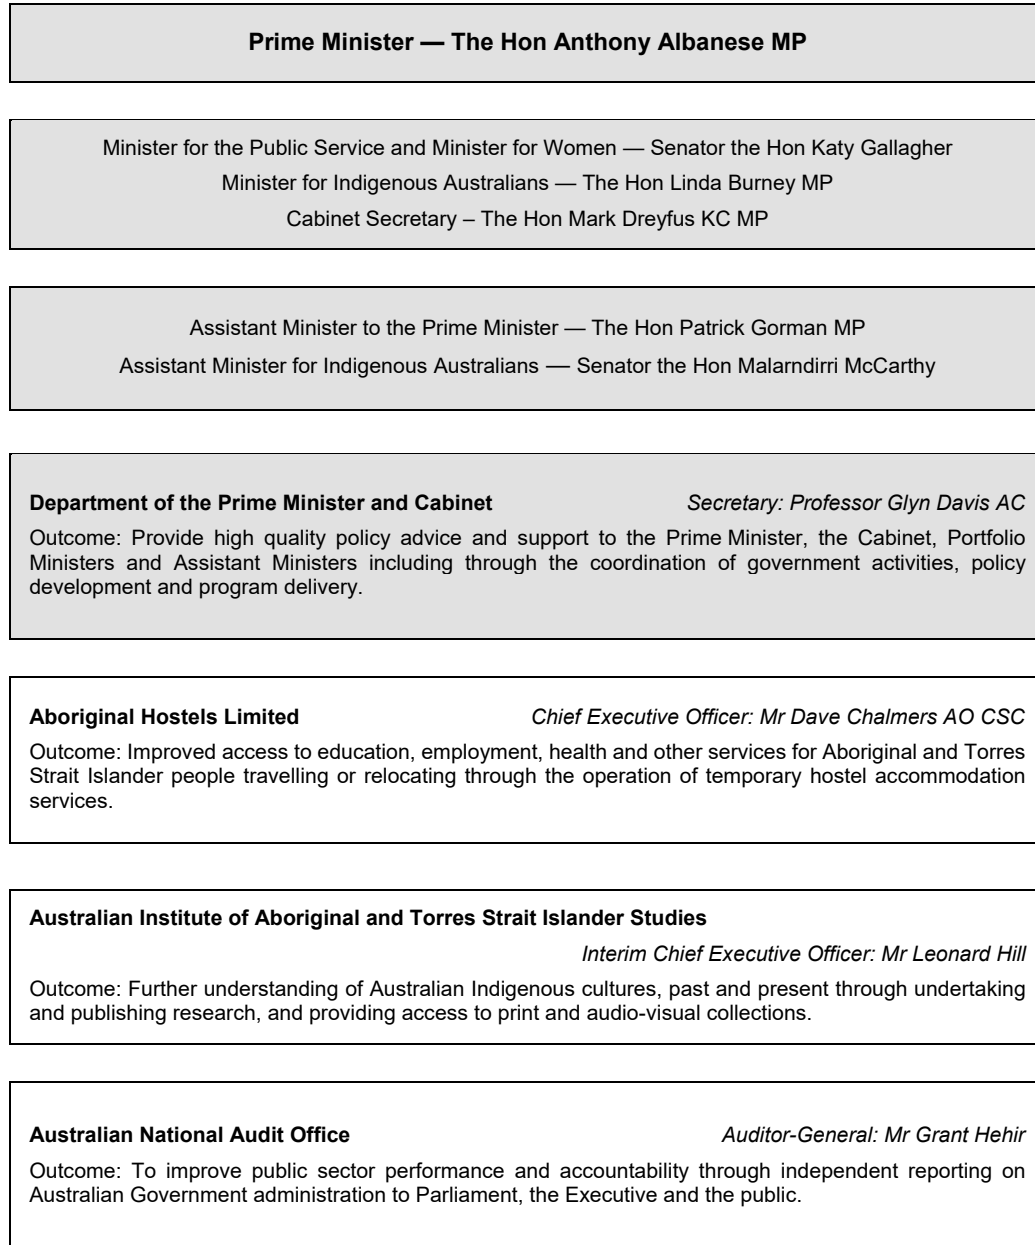 Prime Minister — The Hon Anthony Albanese MP
Minister for the Public Service and Minister for Women — Senator the Hon Katy Gallagher
Minister for Indigenous Australians — The Hon Linda Burney MP
Cabinet Secretary – The Hon Mark Dreyfus KC MP
Assistant Minister to the Prime Minister — The Hon Patrick Gorman MP
Assistant Minister for Indigenous Australians — Senator the Hon Malarndirri McCarthy
Department of the Prime Minister and Cabinet Secretary: Professor Glyn Davis AC
Outcome: Provide high quality policy advice and support to the Prime Minister, the Cabinet, Portfolio
Ministers and Assistant Ministers including through the coordination of government activities, policy
development and program delivery.
Aboriginal Hostels Limited Chief Executive Officer: Mr Dave Chalmers AO CSC
Outcome: Improved access to education, employment, health and other services for Aboriginal and Torres
Strait Islander people travelling or relocating through the operation of temporary hostel accommodation
services.
Australian Institute of Aboriginal and Torres Strait Islander Studies
Interim Chief Executive Officer: Mr Leonard Hill
Outcome: Further understanding of Australian Indigenous cultures, past and present through undertaking
and publishing research, and providing access to print and audio-visual collections.
Australian National Audit Office Auditor-General: Mr Grant Hehir
Outcome: To improve public sector performance and accountability through independent reporting on
Australian Government administration to Parliament, the Executive and the public.